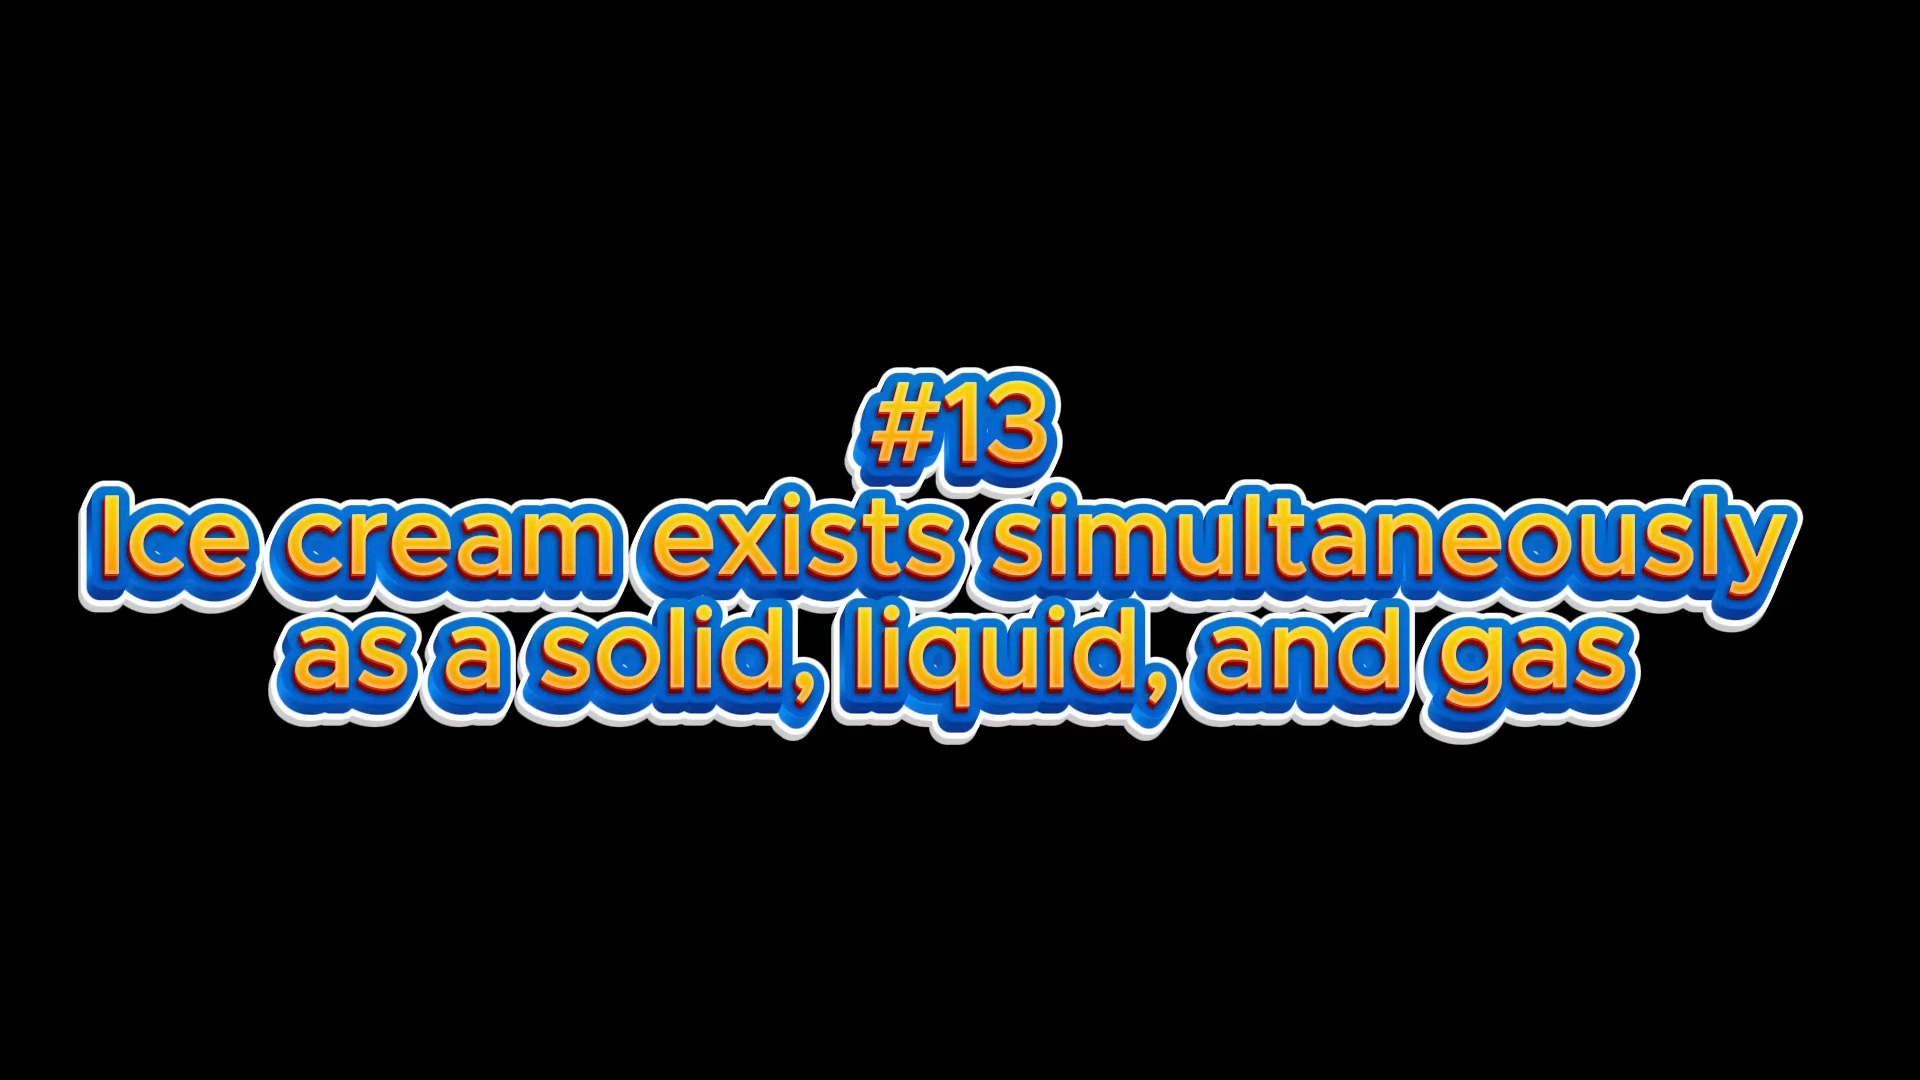 #13
Ice cream exists simultaneously
as a solid, liquid, and gas